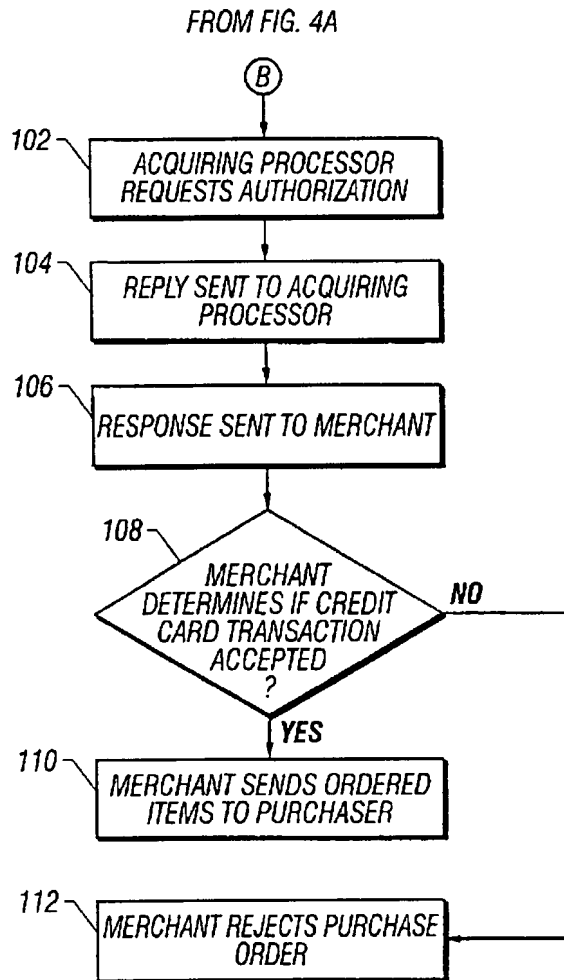 FROM FIG. 4A
B
102
ACQUIRING PROCESSOR
REQUESTS AUTHORIZATION
104
REPLY SENT TO ACQUIRING
PROCESSOR
106
RESPONSE SENT TO MERCHANT
108
MERCHANT
DETERMINES IF CREDIT
CARD TRANSACTION
ACCEPTED
?
NO
YES
110
MERCHANT SENDS ORDERED
ITEMS TO PURCHASER
112
MERCHANT REJECTS PURCHASE
ORDER